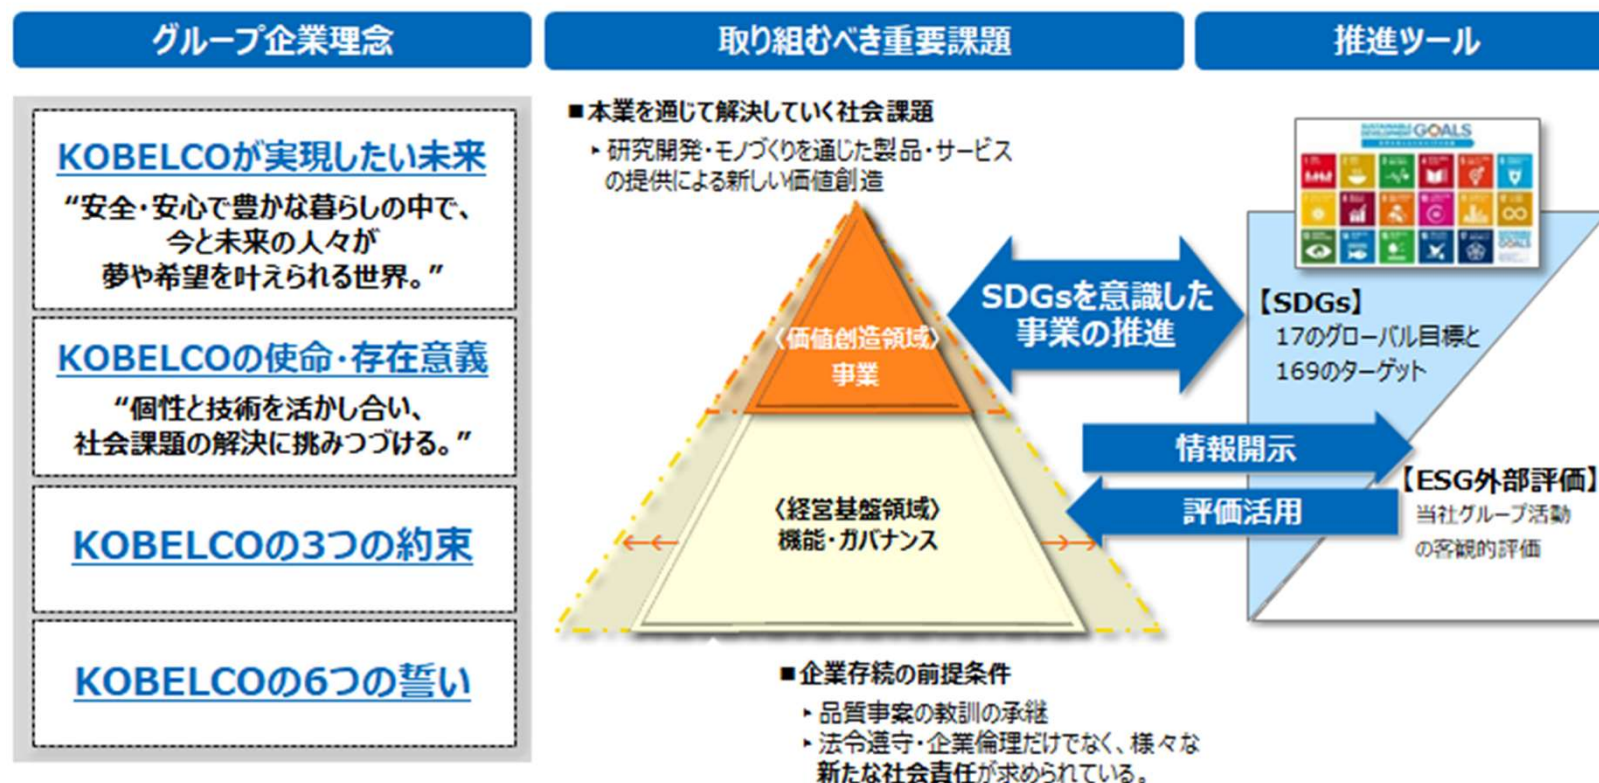 グループ企業理念
取り組むべき重要課題
推進ツール
KOBELCOが実現したい未来
“安全・安心で豊かな暮らしの中で、
今と未来の人々が
夢や希望を叶えられる世界。”
KOBELCOの使命・存在意義
“個性と技術を活かし合い、
社会課題の解決に挑みつづける。”
KOBELCOの3つの約束
KOBELCOの6つの誓い
■本業を通じて解決していく社会課題
‣研究開発・モノづくりを通じた製品・サービス
の提供による新しい価値創造
〈価値創造領域〉
事業
〈経営基盤領域〉
機能・ガバナンス
■企業存続の前提条件
‣品質事案の教訓の承継
‣法令遵守・企業倫理だけでなく、様々な
新たな社会責任が求められている。
SDGsを意識した
事業の推進
情報開示
評価活用
SUSTAINABLE
DEVELOPMENT GOALS
【SDGs】
17のグローバル目標と
169のターゲット
【ESG外部評価】
当社グループ活動
の客観的評価